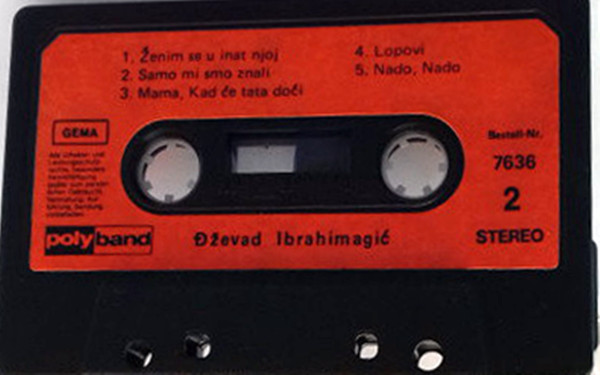 1. Ženim se u inat njoj
2. Samo mi smo znali
3. Mama, Kad će tata doći
4. Lopovi
5. Nado, Nado
GEMA
Bestell-Nr.
7636
2
STEREO
polyband
Dževad Ibrahimagić